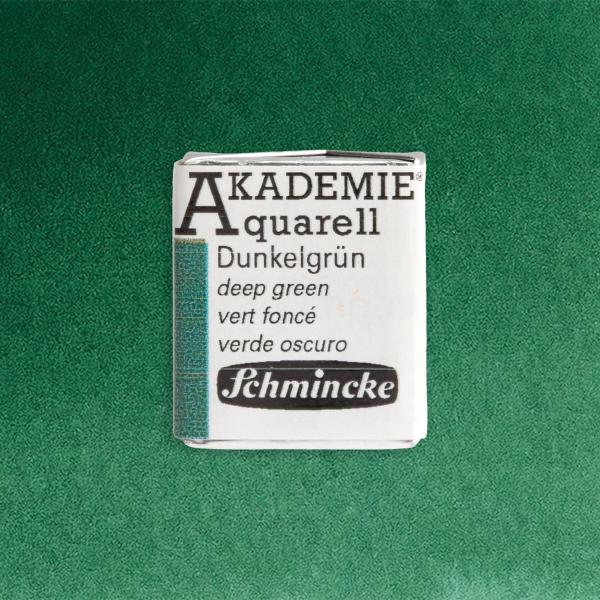 AKADEMIE®
Aquarell
Dunkelgrün
deep green
vert foncé
verde oscuro
Schmincke